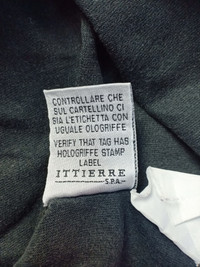 CONTROLLARE CHE
SUL CARTELLINO CI
SIA L'ETICHETTA CON
UGUALE OLOGRIFFE
VERIFY THAT TAG HAS
HOLOGRIFFE STAMP
LABEL
ITTIERRE
S.P.A.